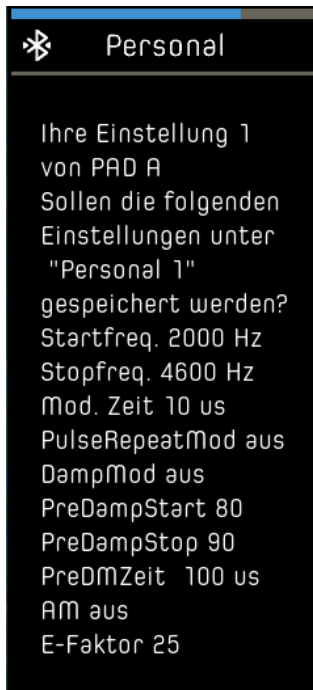 Personal
Ihre Einstellung 1
von PAD A
Sollen die folgenden
Einstellungen unter
"Personal 1"
gespeichert werden?
Startfreq. 2000 Hz
Stopfreq. 4600 Hz
Mod. Zeit 10 us
PulseRepeatMod aus
DampMod aus
PreDampStart 80
PreDampStop 90
PreDMZeit 100 us
AM aus
E-Faktor 25